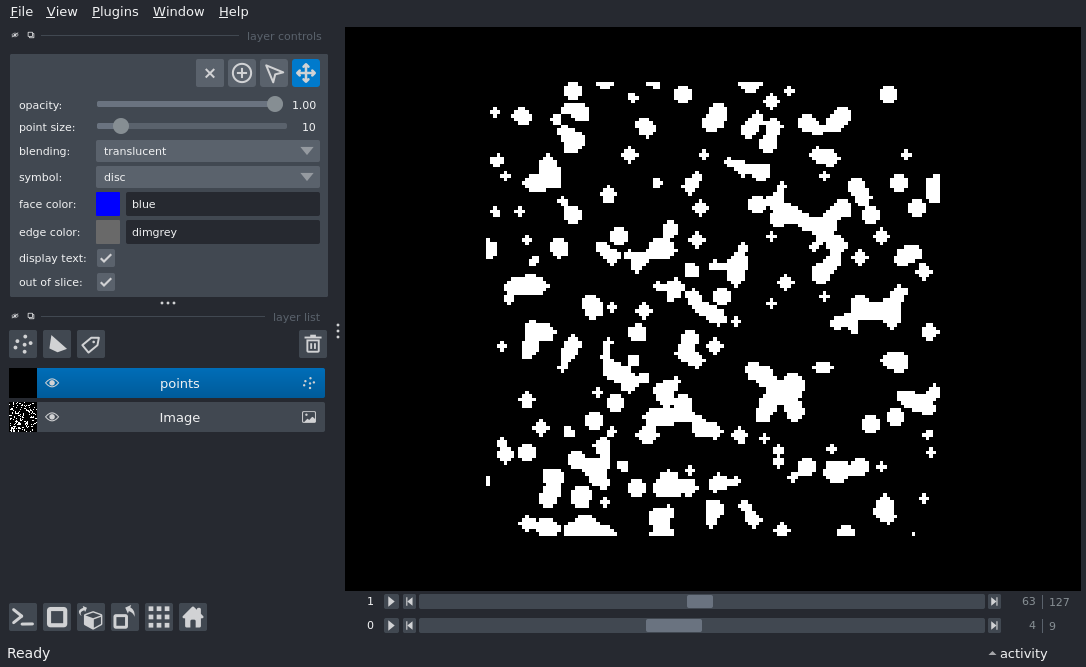 File View Plugins Window Help
layer controls
opacity: 1.00
point size: 10
blending: translucent
symbol: disc
face color: blue
edge color: dimgrey
display text:
out of slice:
layer list
points
Image
1 63 127
0 4 9
Ready activity